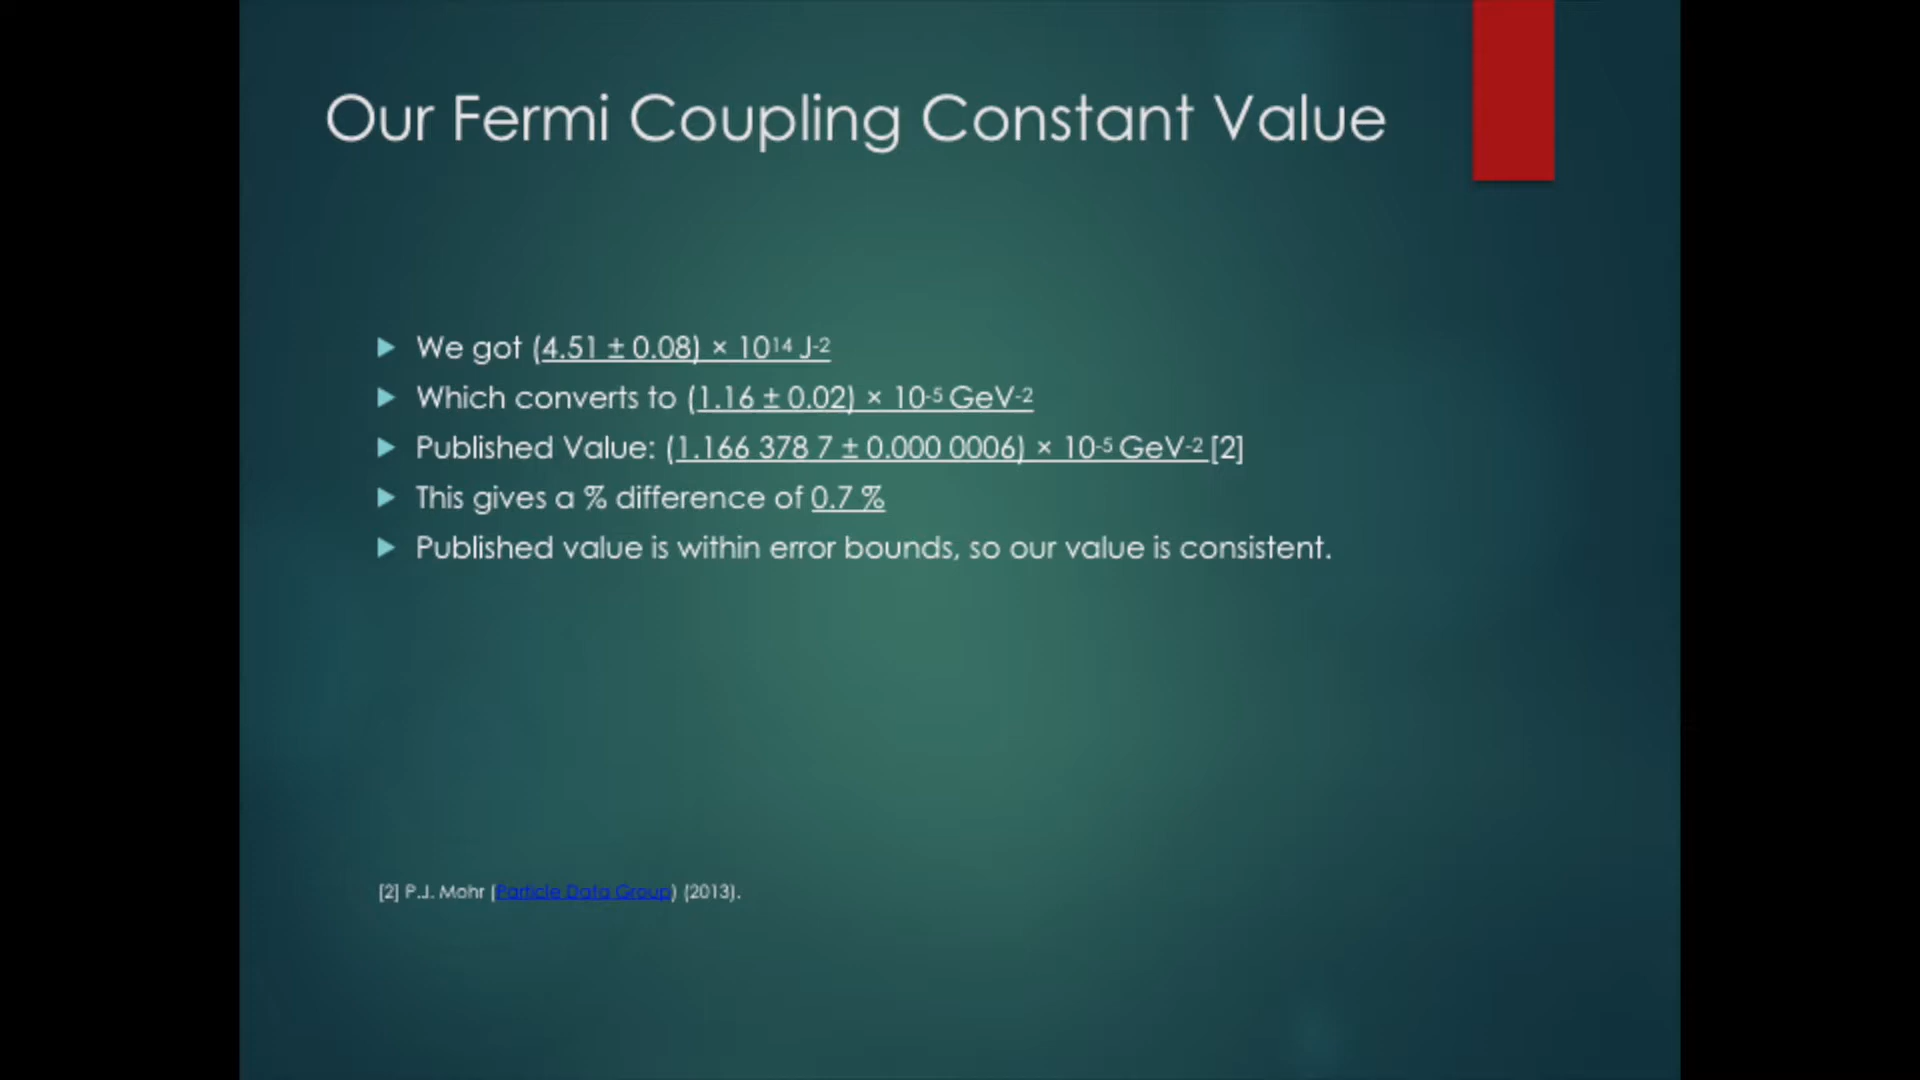 Our Fermi Coupling Constant Value
We got (4.51 ± 0.08) × 10¹⁴ J⁻²
Which converts to (1.16 ± 0.02) × 10⁻⁵ GeV⁻²
Published Value: (1.166 378 7 ± 0.000 0006) × 10⁻⁵ GeV⁻² [2]
This gives a % difference of 0.7 %
Published value is within error bounds, so our value is consistent.
[2] P.J. Mohr (Particle Data Group) (2013).